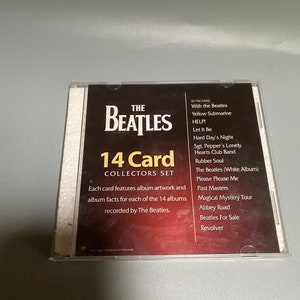 THE
BEATLES
14 Card
COLLECTORS SET
Each card features album artwork and
album facts for each of the 14 albums
recorded by The Beatles.
SET INCLUDES:
With the Beatles
Yellow Submarine
HELP!
Let It Be
Hard Day's Night
Sgt. Pepper's Lonely
Hearts Club Band
Rubber Soul
The Beatles (White Album)
Please Please Me
Past Masters
Magical Mystery Tour
Abbey Road
Beatles For Sale
Revolver